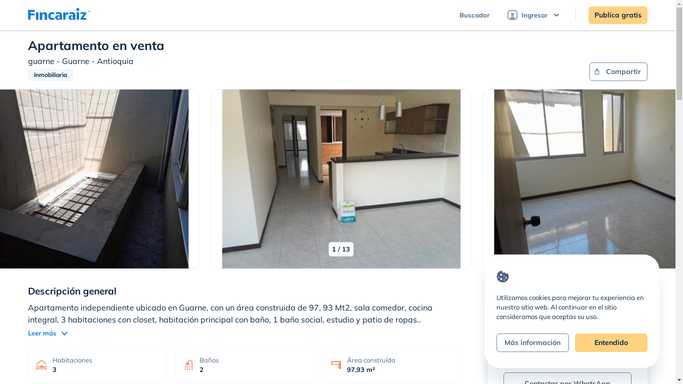 Fincaraiz
Buscador
Ingresar
Publica gratis
Apartamento en venta
guarne - Guarne - Antioquia
Inmobiliaria
Compartir
1 / 13
Descripción general
Apartamento independiente ubicado en Guarne, con un área construida de 97, 93 Mt2, sala comedor, cocina
integral, 3 habitaciones con closet, habitación principal con baño, 1 baño social, estudio y patio de ropas..
Leer más
Habitaciones
3
Baños
2
Área construida
97,93 m²
Utilizamos cookies para mejorar tu experiencia en
nuestro sitio web. Al continuar en el sitio
consideramos que aceptas su uso.
Más información
Entendido
Contactar por WhatsApp